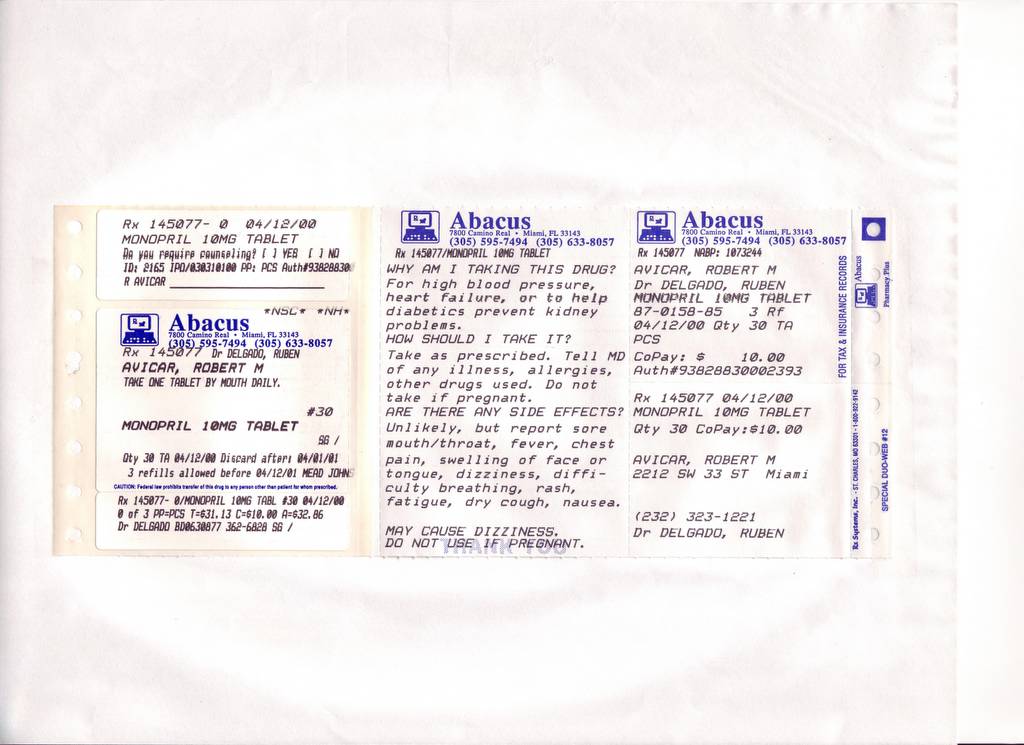 Rx 145077- 0 04/12/00
MONOPRIL 10MG TABLET
Do you require counseling? [ ] YES [ ] NO
ID: 2165 IPO/030310100 PP: PCS Auth#93828830
R AVICAR
*NSC* *NH*
Abacus
7800 Camino Real • Miami, FL 33143
(305) 595-7494 (305) 633-8057
Rx 145077 Dr DELGADO, RUBEN
AVICAR, ROBERT M
TAKE ONE TABLET BY MOUTH DAILY.
#30
MONOPRIL 10MG TABLET
SG /
Qty 30 TA 04/12/00 Discard after: 04/01/01
3 refills allowed before 04/12/01 MEAD JOHNS
CAUTION: Federal law prohibits transfer of this drug to any person other than patient for whom prescribed.
Rx 145077- 0/MONOPRIL 10MG TABL #30 04/12/00
0 of 3 PP=PCS T=$31.13 C=$10.00 A=$32.86
Dr DELGADO BD0630877 362-6828 SG /
Abacus
7800 Camino Real • Miami, FL 33143
(305) 595-7494 (305) 633-8057
Rx 145077/MONOPRIL 10MG TABLET
WHY AM I TAKING THIS DRUG?
For high blood pressure,
heart failure, or to help
diabetics prevent kidney
problems.
HOW SHOULD I TAKE IT?
Take as prescribed. Tell MD
of any illness, allergies,
other drugs used. Do not
take if pregnant.
ARE THERE ANY SIDE EFFECTS?
Unlikely, but report sore
mouth/throat, fever, chest
pain, swelling of face or
tongue, dizziness, diffi-
culty breathing, rash,
fatigue, dry cough, nausea.
MAY CAUSE DIZZINESS.
DO NOT USE IF PREGNANT.
THANK YOU
Abacus
7800 Camino Real • Miami, FL 33143
(305) 595-7494 (305) 633-8057
Rx 145077 NABP: 1073244
AVICAR, ROBERT M
Dr DELGADO, RUBEN
MONOPRIL 10MG TABLET
87-0158-85 3 Rf
04/12/00 Qty 30 TA
PCS
CoPay: $ 10.00
Auth#93828830002393
Rx 145077 04/12/00
MONOPRIL 10MG TABLET
Qty 30 CoPay:$10.00
AVICAR, ROBERT M
2212 SW 33 ST Miami
(232) 323-1221
Dr DELGADO, RUBEN
FOR TAX & INSURANCE RECORDS
Abacus
Pharmacy Plus
Rx Systems, Inc. - ST. CHARLES, MO 63301 - 1-800-922-9142
SPECIAL DUO-WEB #12